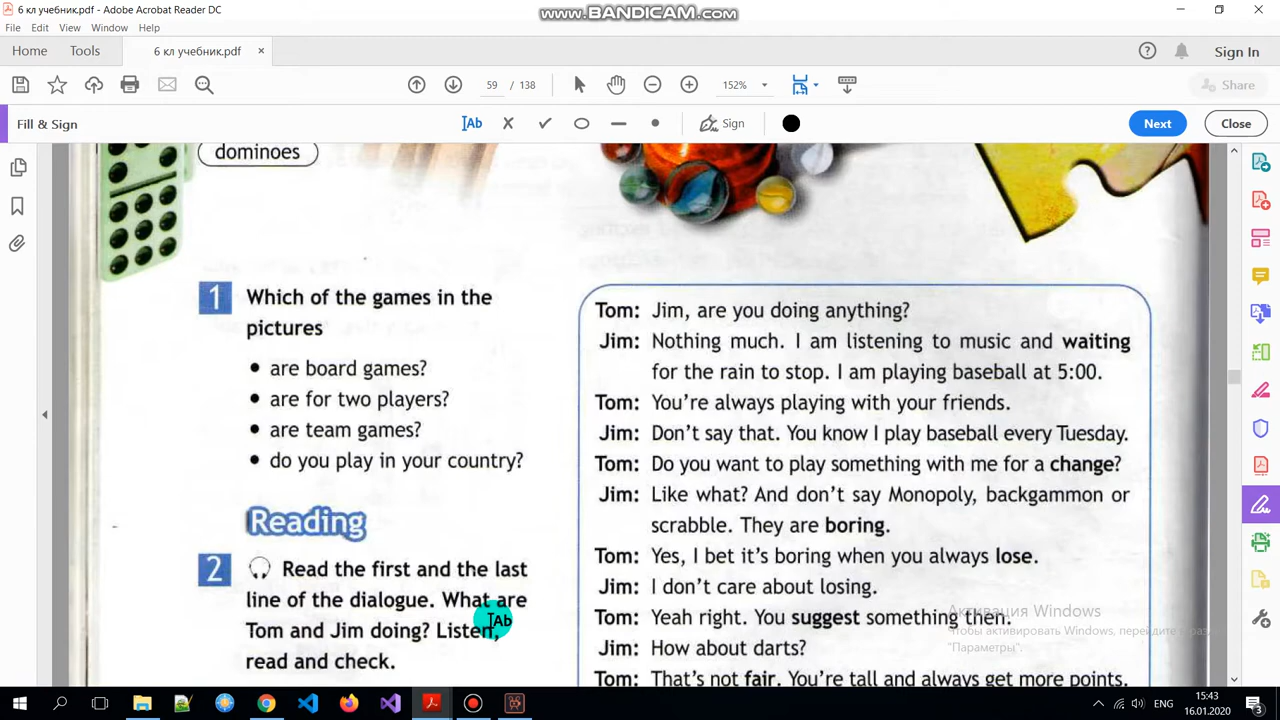 6 кл учебник.pdf - Adobe Acrobat Reader DC
www.BANDICAM.com
File Edit View Window Help
Home Tools 6 кл учебник.pdf × Sign In
59 / 138 152% Share
Fill & Sign Ab Sign Next Close
dominoes
1 Which of the games in the
pictures
• are board games?
• are for two players?
• are team games?
• do you play in your country?
Reading
2 Read the first and the last
line of the dialogue. What are
Tom and Jim doing? Listen,
read and check.
Ab
Tom: Jim, are you doing anything?
Jim: Nothing much. I am listening to music and waiting
for the rain to stop. I am playing baseball at 5:00.
Tom: You're always playing with your friends.
Jim: Don't say that. You know I play baseball every Tuesday.
Tom: Do you want to play something with me for a change?
Jim: Like what? And don't say Monopoly, backgammon or
scrabble. They are boring.
Tom: Yes, I bet it's boring when you always lose.
Jim: I don't care about losing.
Tom: Yeah right. You suggest something then.
Jim: How about darts?
Tom: That's not fair. You're tall and always get more points.
Активация Windows
Чтобы активировать Windows, перейдите в раздел
"Параметры".
ENG 15:43
16.01.2020
3